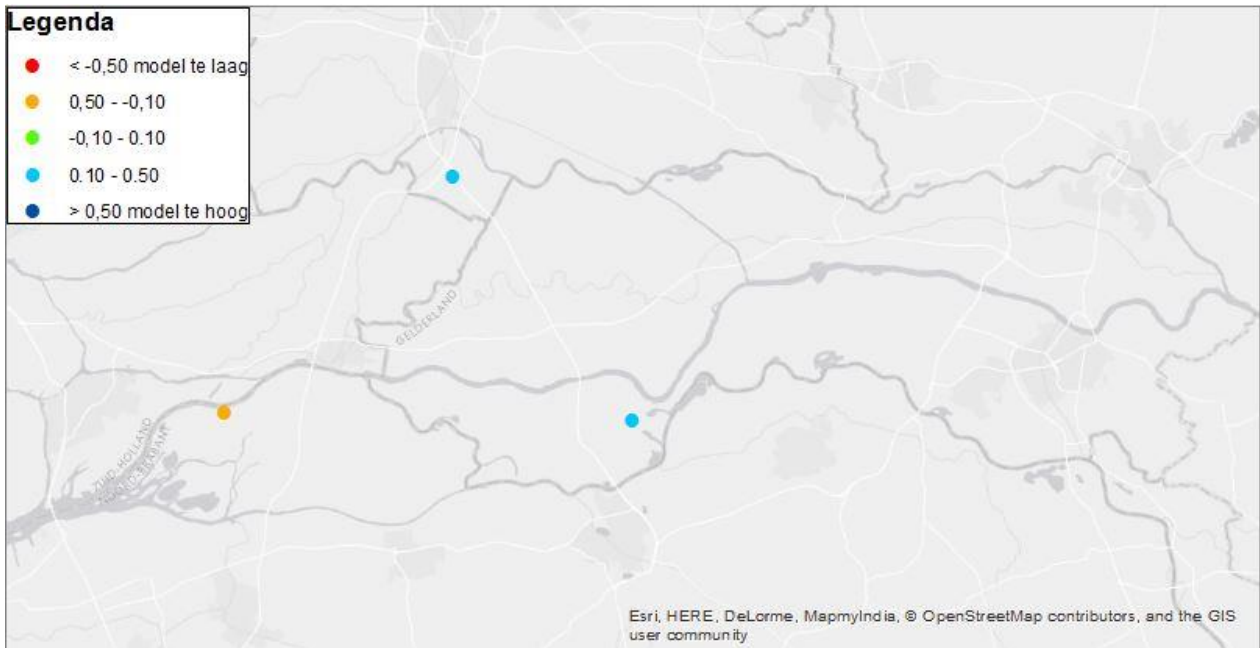 Legenda
< -0,50 model te laag
0,50 - -0,10
-0,10 - 0.10
0.10 - 0.50
> 0,50 model te hoog
GELDERLAND
ZUID-HOLLAND
NOORD-BRABANT
Esri, HERE, DeLorme, MapmyIndia, © OpenStreetMap contributors, and the GIS
user community